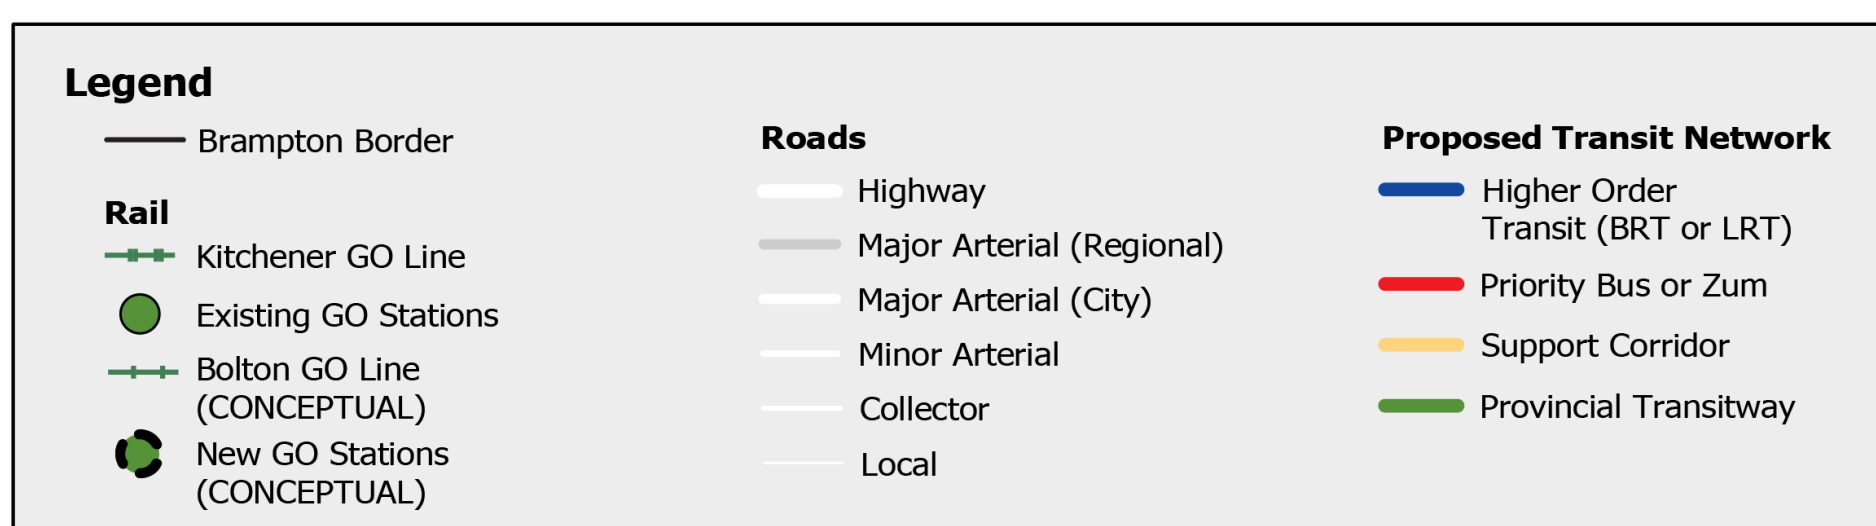 Legend
Brampton Border
Rail
Kitchener GO Line
Existing GO Stations
Bolton GO Line
(CONCEPTUAL)
New GO Stations
(CONCEPTUAL)
Roads
Highway
Major Arterial (Regional)
Major Arterial (City)
Minor Arterial
Collector
Local
Proposed Transit Network
Higher Order
Transit (BRT or LRT)
Priority Bus or Zum
Support Corridor
Provincial Transitway